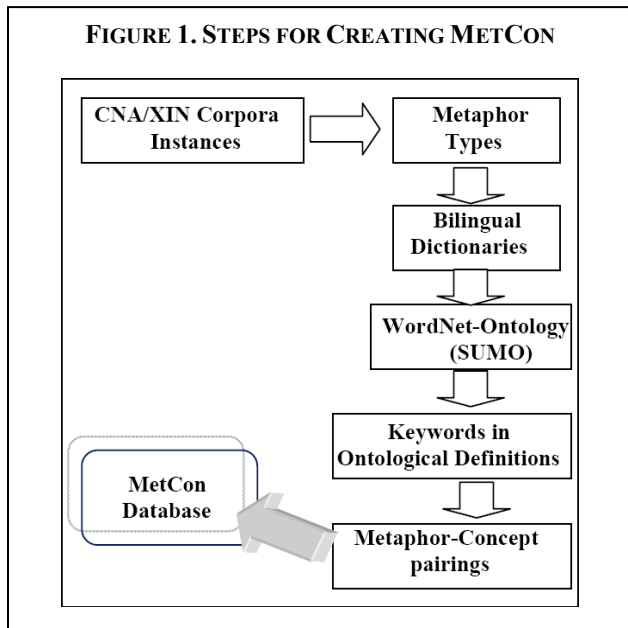 FIGURE 1. STEPS FOR CREATING METCON
CNA/XIN Corpora
Instances
Metaphor
Types
Bilingual
Dictionaries
WordNet-Ontology
(SUMO)
Keywords in
Ontological Definitions
Metaphor-Concept
pairings
MetCon
Database